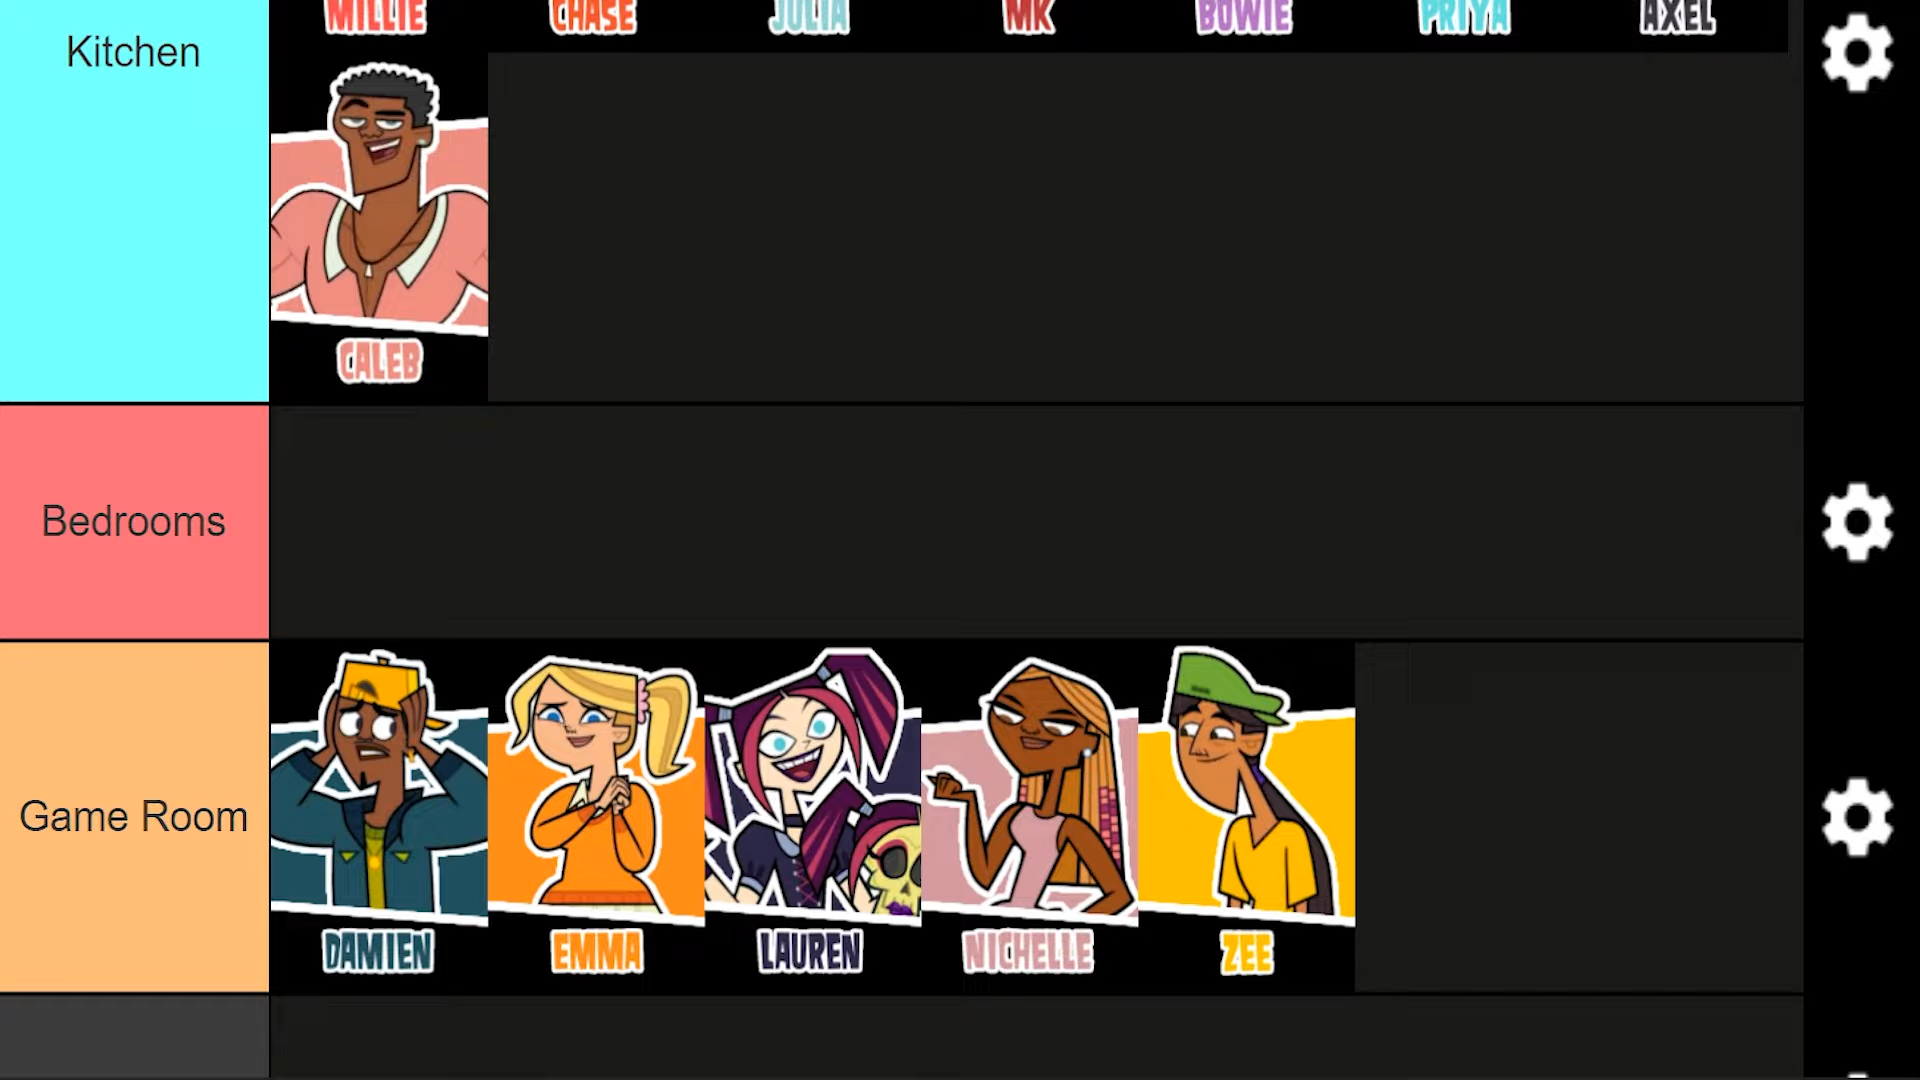 MILLIE CHASE JULIA MK BOWIE PRIYA AXEL
Kitchen
CALEB
Bedrooms
Game Room
DAMIEN EMMA LAUREN NICHELLE ZEE